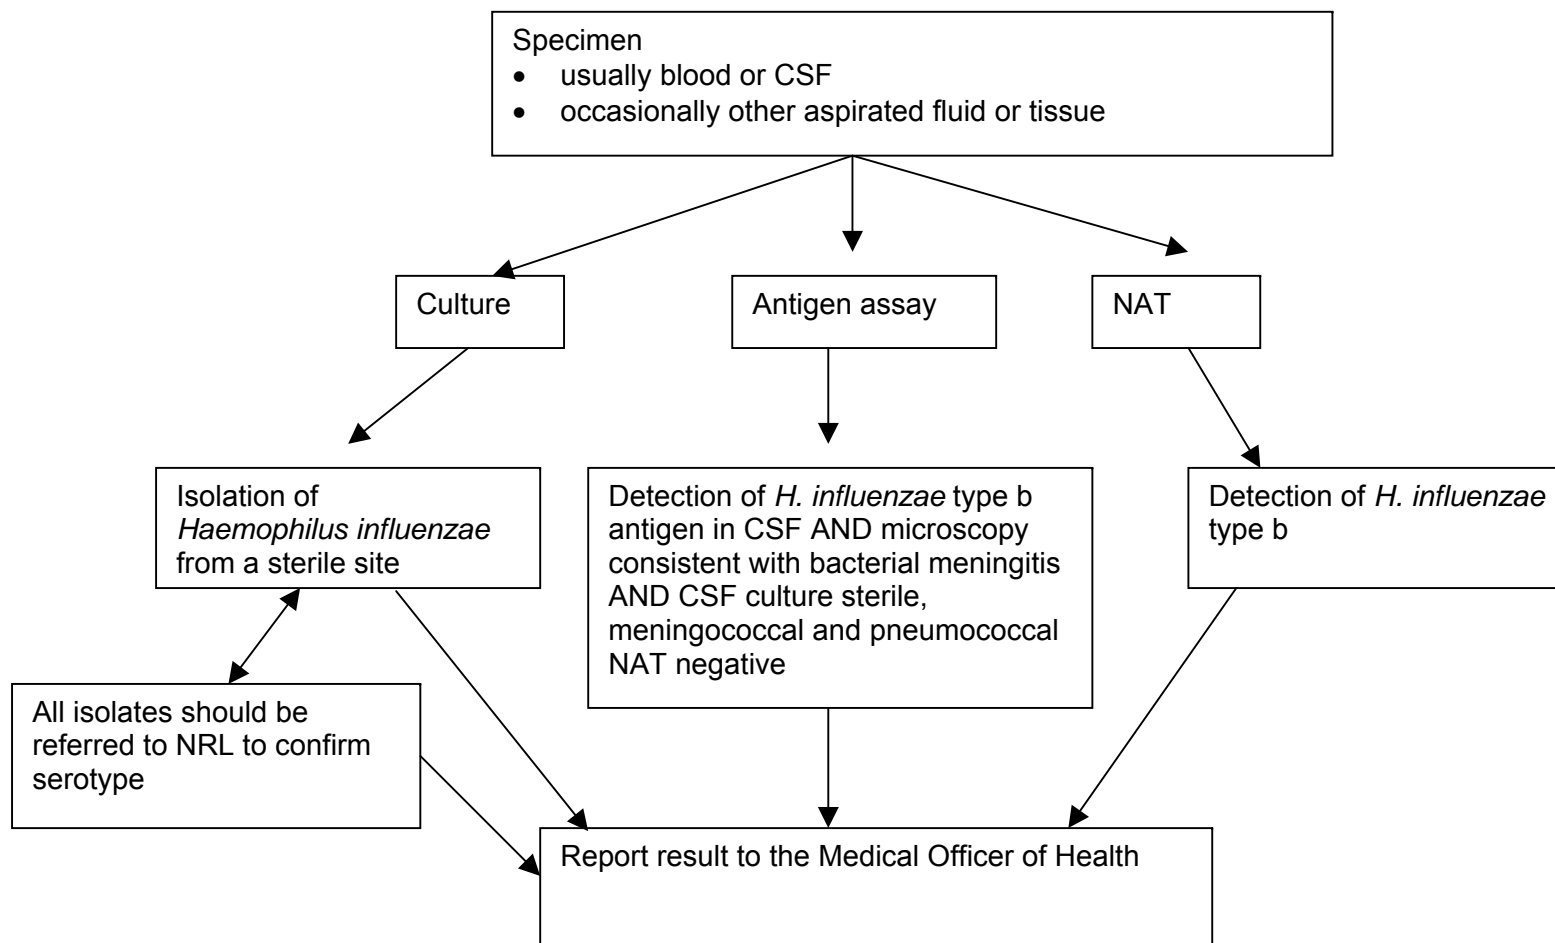 Specimen
• usually blood or CSF
• occasionally other aspirated fluid or tissue
Culture
Antigen assay
NAT
Isolation of
Haemophilus influenzae
from a sterile site
Detection of H. influenzae type b
antigen in CSF AND microscopy
consistent with bacterial meningitis
AND CSF culture sterile,
meningococcal and pneumococcal
NAT negative
Detection of H. influenzae
type b
All isolates should be
referred to NRL to confirm
serotype
Report result to the Medical Officer of Health